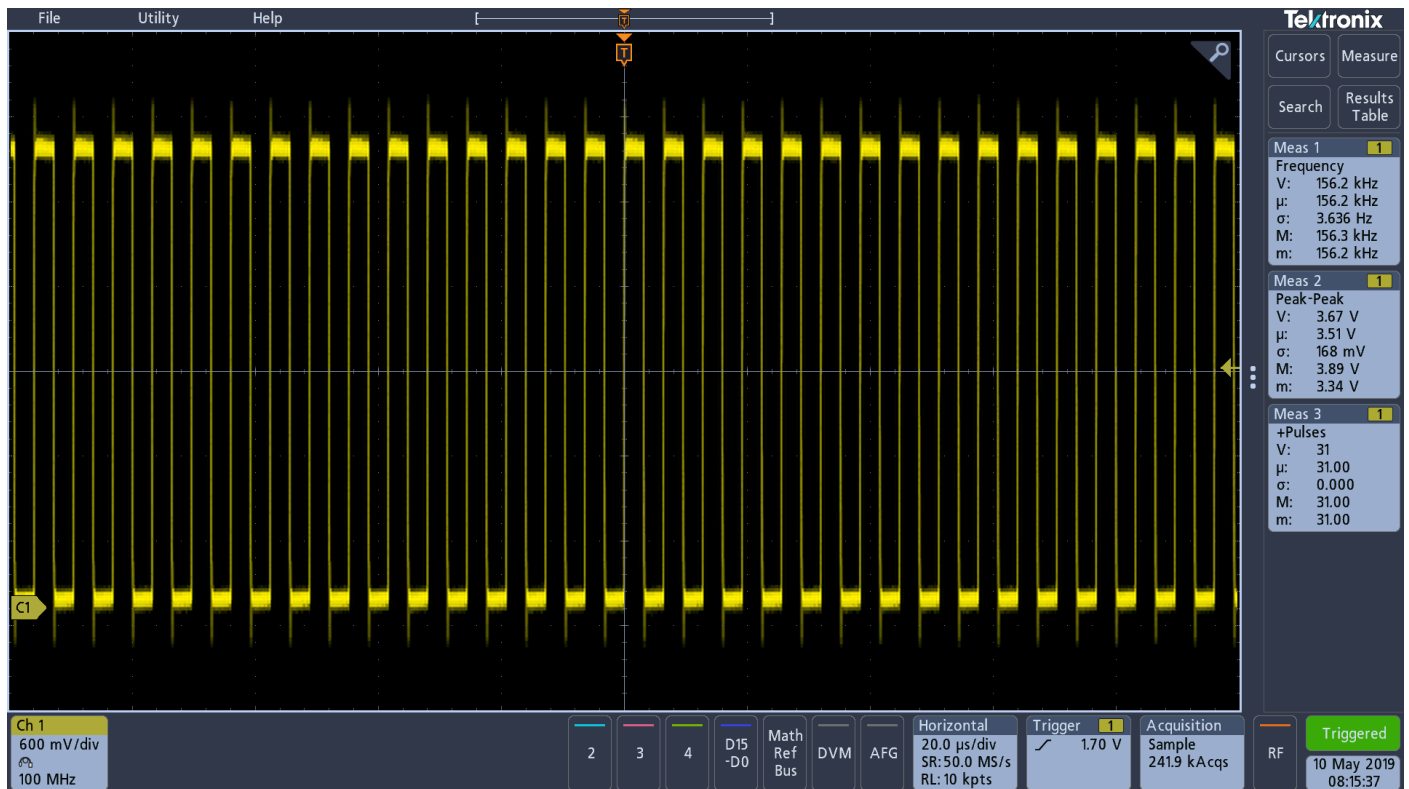 File Utility Help
Tektronix
T
T
Cursors Measure
Search Results Table
Meas 1 1
Frequency
V: 156.2 kHz
μ: 156.2 kHz
σ: 3.636 Hz
M: 156.3 kHz
m: 156.2 kHz
Meas 2 1
Peak-Peak
V: 3.67 V
μ: 3.51 V
σ: 168 mV
M: 3.89 V
m: 3.34 V
Meas 3 1
+Pulses
V: 31
μ: 31.00
σ: 0.000
M: 31.00
m: 31.00
C1
Ch 1
600 mV/div
100 MHz
2
3
4
D15
-D0
Math
Ref
Bus
DVM
AFG
Horizontal
20.0 μs/div
SR: 50.0 MS/s
RL: 10 kpts
Trigger 1
1.70 V
Acquisition
Sample
241.9 kAcqs
RF
Triggered
10 May 2019
08:15:37